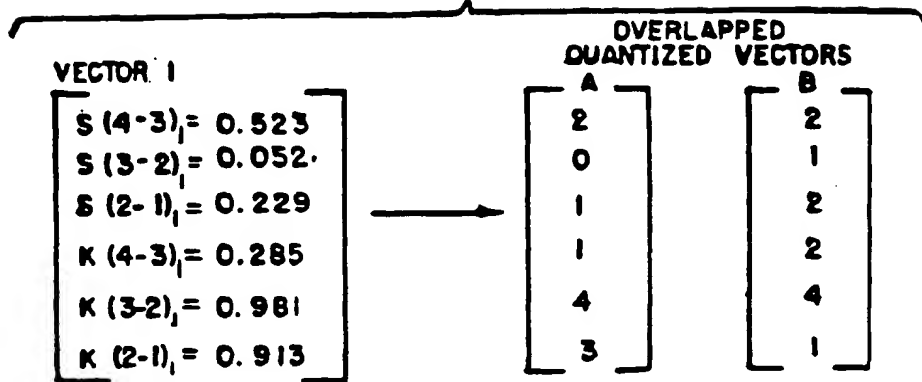 OVERLAPPED
QUANTIZED VECTORS
VECTOR 1
A
B
S (4-3)₁= 0.523
S (3-2)₁= 0.052.
S (2-1)₁= 0.229
K (4-3)₁= 0.285
K (3-2)₁= 0.981
K (2-1)₁= 0.913
2
0
1
1
4
3
2
1
2
2
4
1